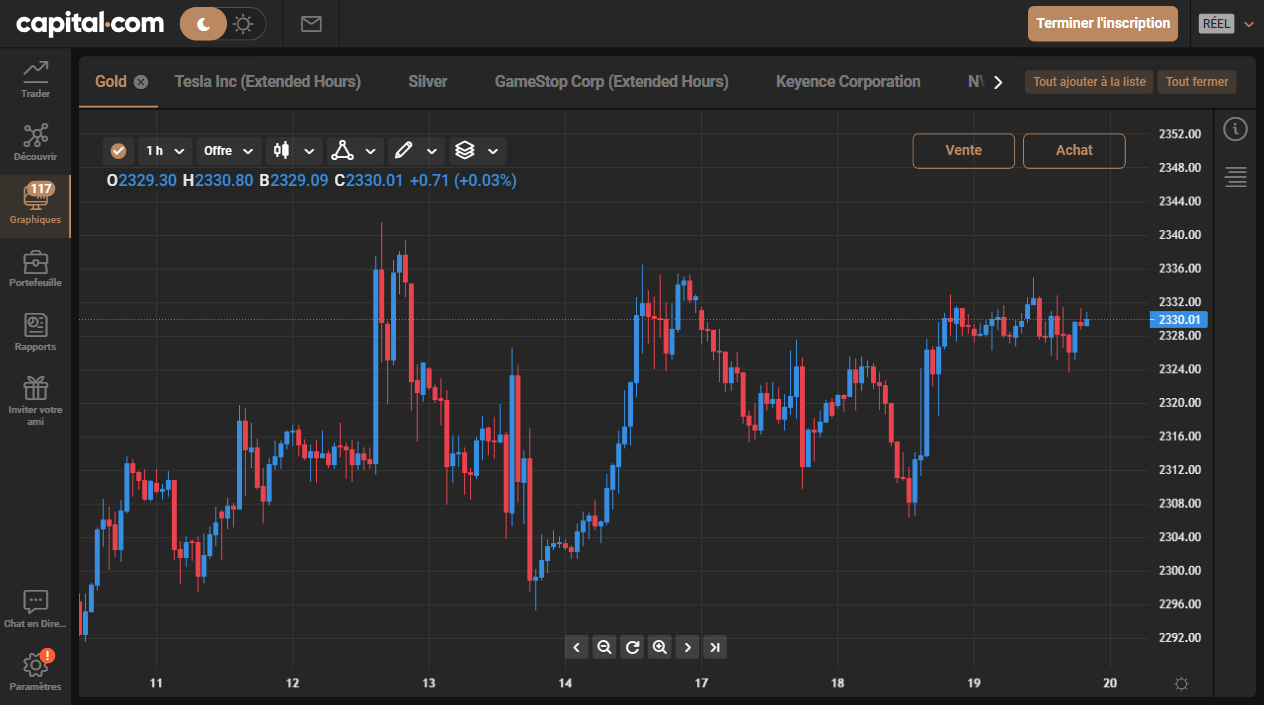 capital.com
Terminer l'inscription
RÉEL
Trader
Découvrir
117
Graphiques
Portefeuille
Rapports
Inviter votre
ami
Chat en Dire...
!
Paramètres
Gold
Tesla Inc (Extended Hours)
Silver
GameStop Corp (Extended Hours)
Keyence Corporation
Tout ajouter à la liste
Tout fermer
1 h
Offre
Vente
Achat
O2329.30 H2330.80 B2329.09 C2330.01 +0.71 (+0.03%)
2352.00
2348.00
2344.00
2340.00
2336.00
2332.00
2330.01
2328.00
2324.00
2320.00
2316.00
2312.00
2308.00
2304.00
2300.00
2296.00
2292.00
11
12
13
14
17
18
19
20